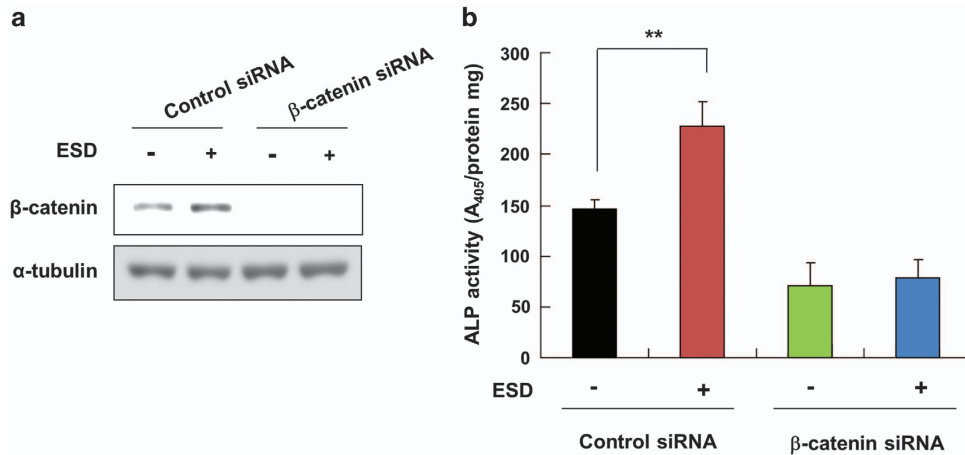 a
Control siRNA
β-catenin siRNA
ESD - + - +
β-catenin
α-tubulin
b
**
300
250
200
150
100
50
0
ALP activity (A405/protein mg)
ESD - + - +
Control siRNA β-catenin siRNA